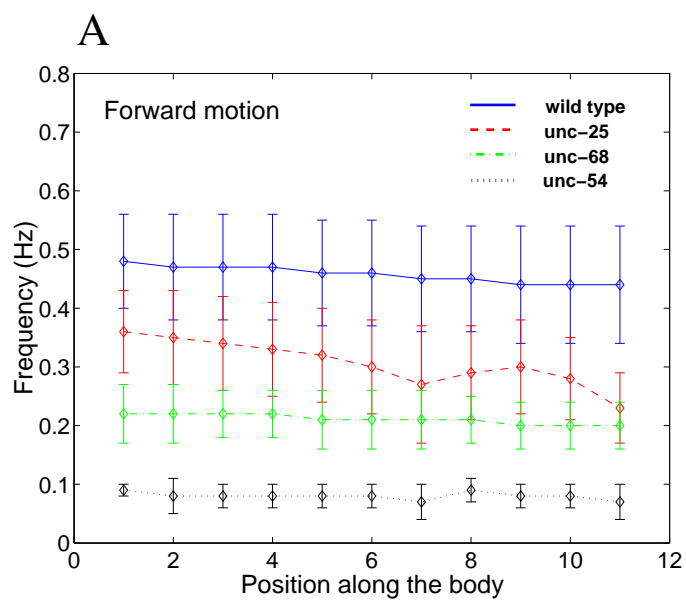 A
0.8
0.7
0.6
0.5
0.4
0.3
0.2
0.1
0
Frequency (Hz)
Forward motion
wild type
unc-25
unc-68
unc-54
0 2 4 6 8 10 12
Position along the body